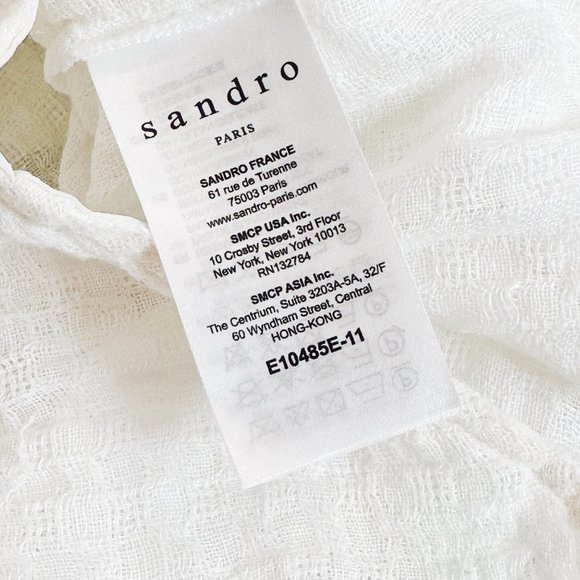 sandro
PARIS
SANDRO FRANCE
61 rue de Turenne
75003 Paris
www.sandro-paris.com
SMCP USA Inc.
10 Crosby Street, 3rd Floor
New York, New York 10013
RN132784
SMCP ASIA Inc.
The Centrium, Suite 3203A-5A, 32/F
60 Wyndham Street, Central
HONG-KONG
E10485E-11